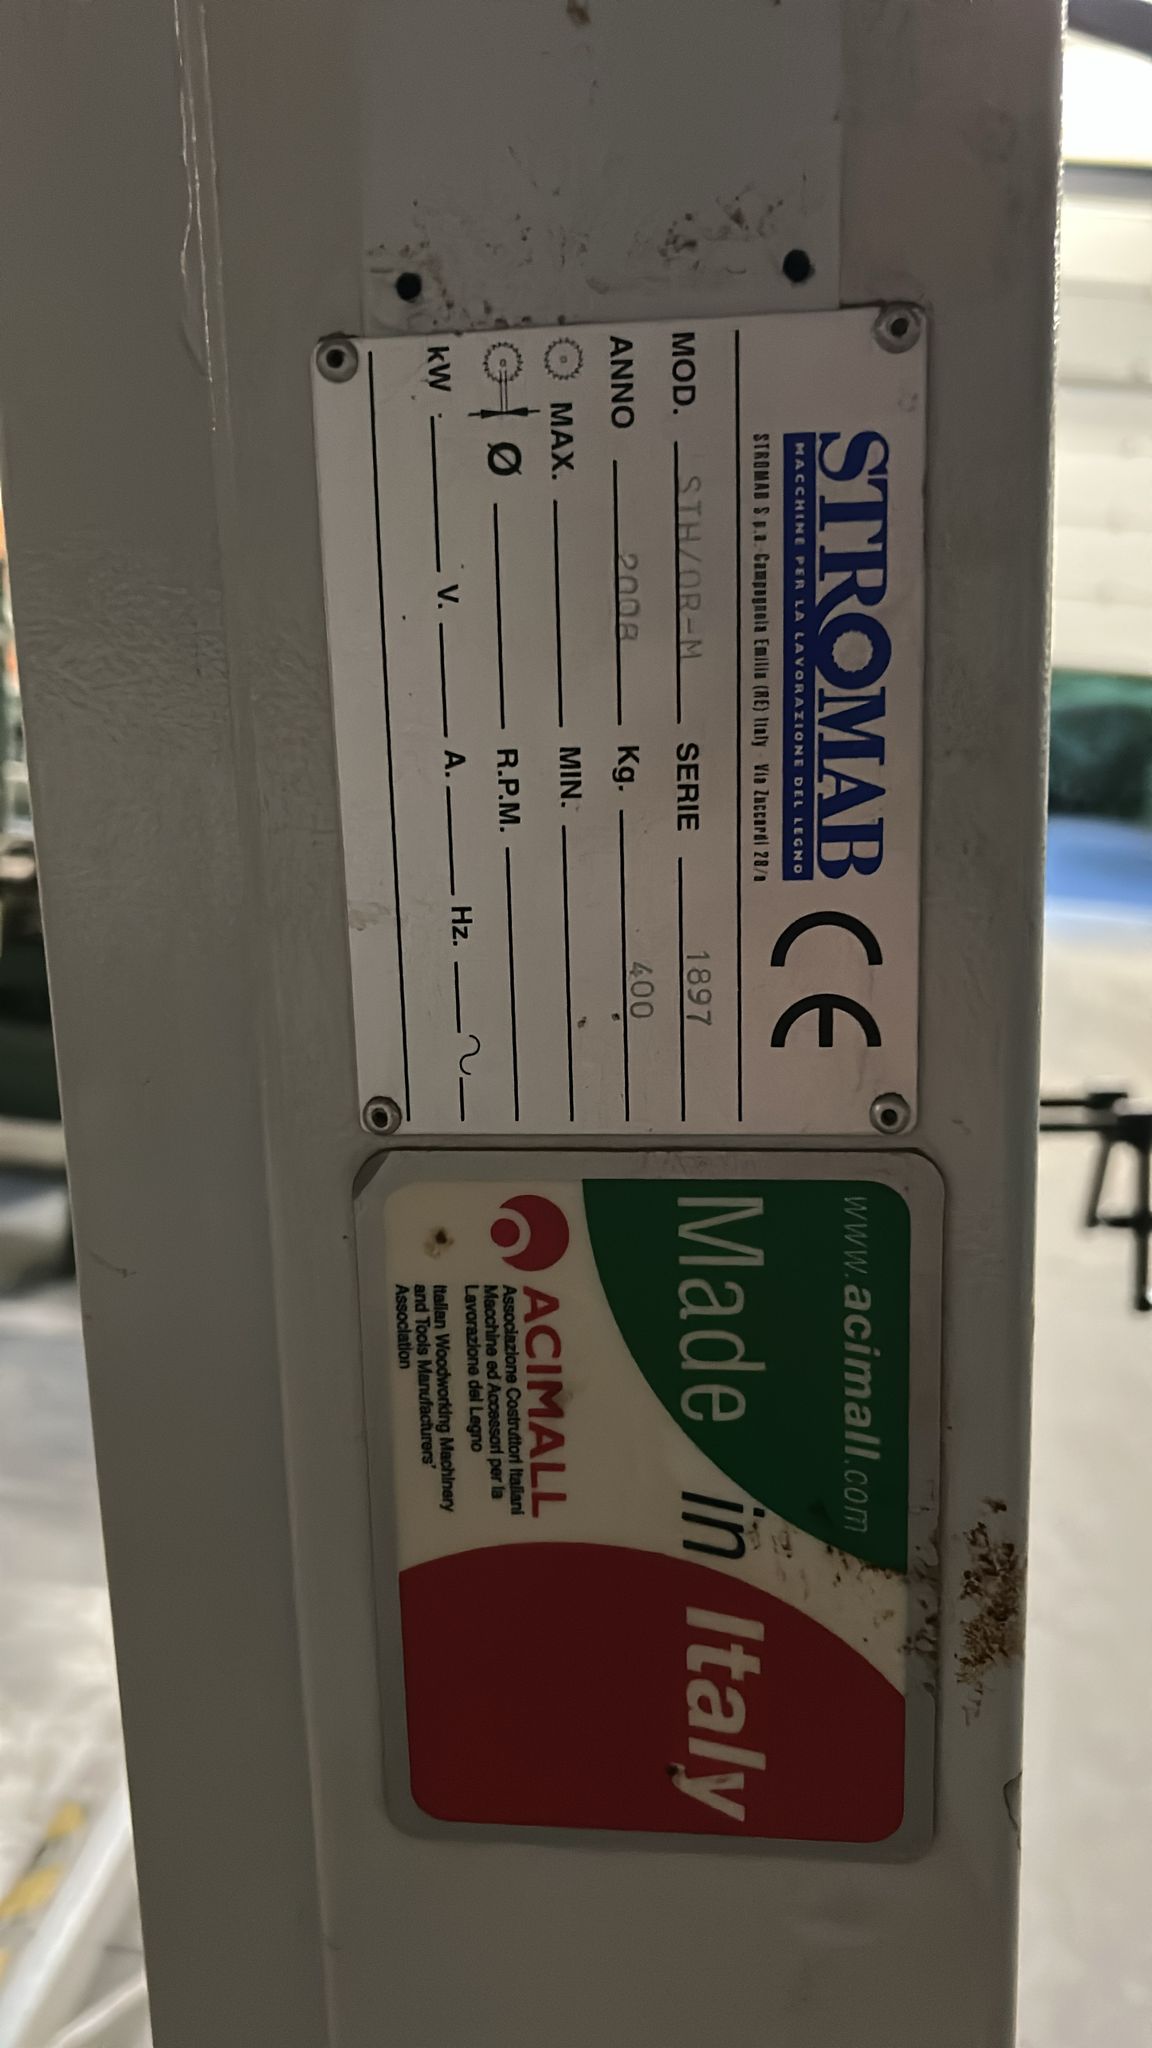 STROMAB
MACCHINE PER LA LAVORAZIONE DEL LEGNO
STROMAB S.p.a. Campagnola Emilia (RE) Italy - Via Zuccardi 28/a
CE
MOD. STH/OR-M SERIE 1897
ANNO 2008 Kg. 400
MAX. MIN.
Ø R.P.M.
kW V. A. Hz. ~
www.acimall.com
Made in Italy
ACIMALL
Associazione Costruttori Italiani
Macchine ed Accessori per la
Lavorazione del Legno
Italian Woodworking Machinery
and Tools Manufacturers'
Association